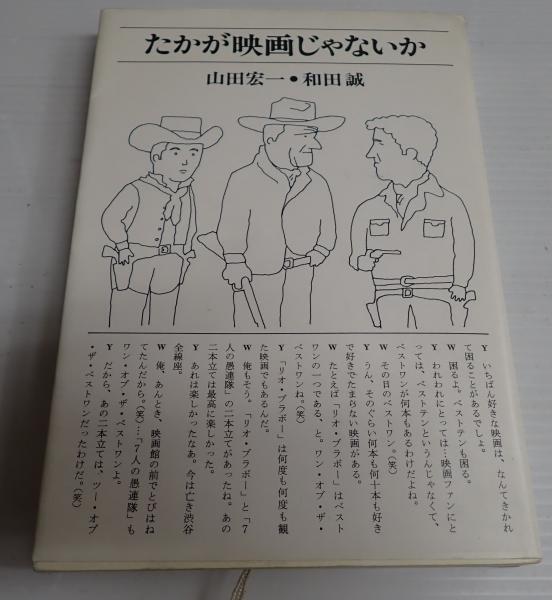 たかが映画じゃないか
山田宏一●和田誠
Y　いちばん好きな映画は、なんてきかれ
て困ることがあるでしょ。
W　困るよ。ベストテンも困る。
Y　われわれにとっては…映画ファンにと
っては、ベストテンというんじゃなくて、
ベストワンが何本もあるわけだよね。
W　その日のベストワン。（笑）
Y　うん、そのぐらい何本も何十本も好き
で好きでたまらない映画がある。
W　たとえば「リオ・ブラボー」はベスト
ワンの一つである、と。ワン・オブ・ザ・
ベストワンね。（笑）
Y　「リオ・ブラボー」は何度も何度も観
た映画でもあるんだ。
W　俺もそう。「リオ・ブラボー」と「7
人の愚連隊」の二本立てがあったね。あの
二本立ては最高に楽しかった。
Y　あれは楽しかったなあ。今は亡き渋谷
全線座。
W　俺、あんとき、映画館の前でとびはね
てたんだから。（笑）…「7人の愚連隊」も
ワン・オブ・ザ・ベストワンよ。
Y　だから、あの二本立ては、ツー・オブ
・ザ・ベストワンだったわけだ。（笑）